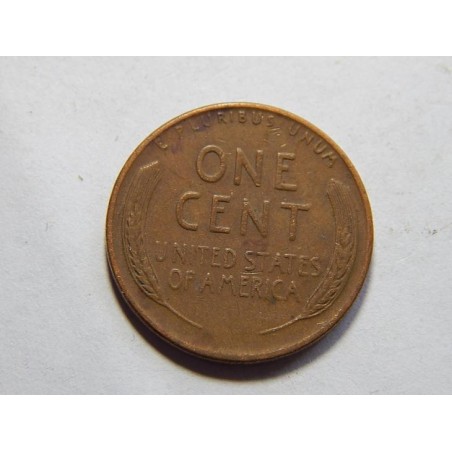 E PLURIBUS UNUM
ONE
CENT
UNITED STATES
OF AMERICA